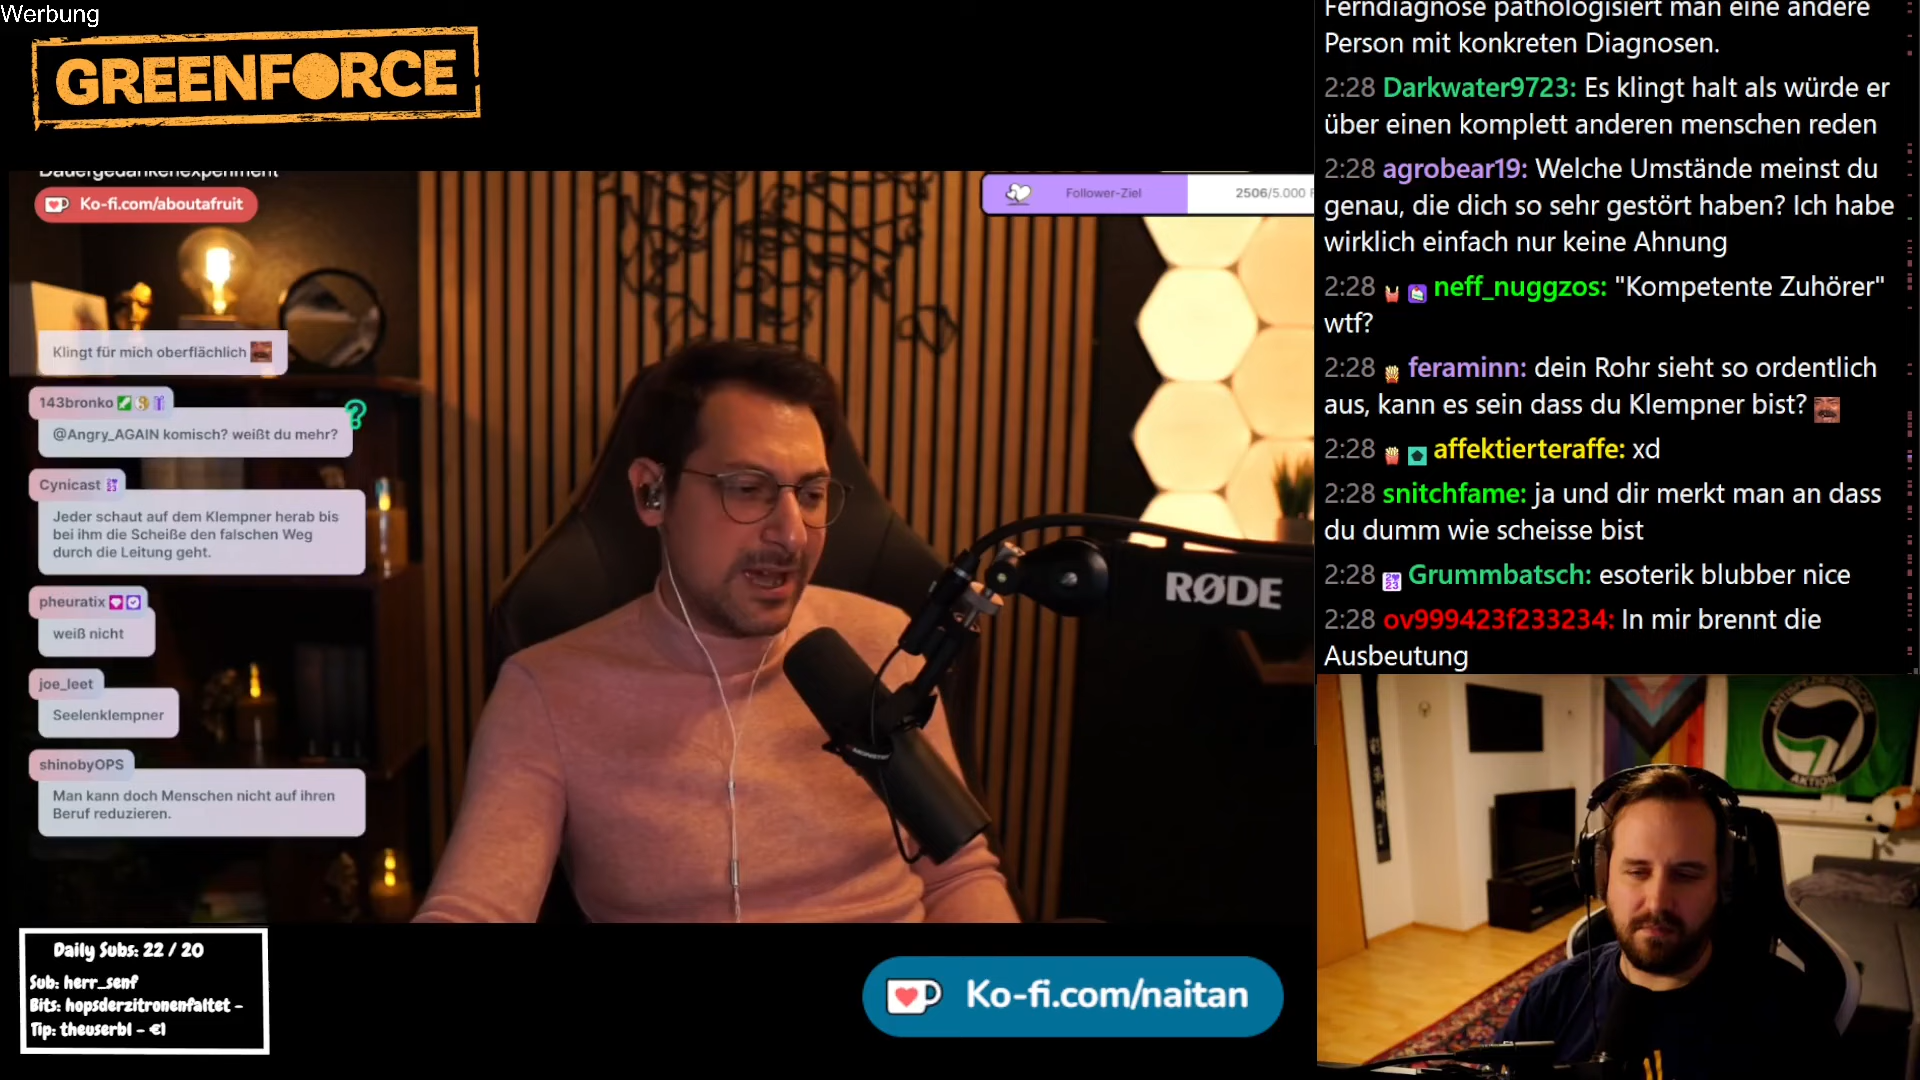 Werbung
GREENFORCE
Dauergedankenexperiment
Ko-fi.com/aboutafruit
Follower-Ziel
2506/5.000 F
Klingt für mich oberflächlich
143bronko
@Angry_AGAIN komisch? weißt du mehr?
Cynicast
Jeder schaut auf dem Klempner herab bis
bei ihm die Scheiße den falschen Weg
durch die Leitung geht.
pheuratix
weiß nicht
joe_leet
Seelenklempner
shinobyOPS
Man kann doch Menschen nicht auf ihren
Beruf reduzieren.
RØDE
Daily Subs: 22 / 20
Sub: herr_senf
Bits: hopsderzitronenfaltet -
Tip: theuserbl - €1
Ko-fi.com/naitan
Ferndiagnose pathologisiert man eine andere
Person mit konkreten Diagnosen.
2:28 Darkwater9723: Es klingt halt als würde er
über einen komplett anderen menschen reden
2:28 agrobear19: Welche Umstände meinst du
genau, die dich so sehr gestört haben? Ich habe
wirklich einfach nur keine Ahnung
2:28 neff_nuggzos: "Kompetente Zuhörer"
wtf?
2:28 feraminn: dein Rohr sieht so ordentlich
aus, kann es sein dass du Klempner bist?
2:28 affektierteraffe: xd
2:28 snitchfame: ja und dir merkt man an dass
du dumm wie scheisse bist
2:28 Grummbatsch: esoterik blubber nice
2:28 ov999423f233234: In mir brennt die
Ausbeutung
ANTISPEZIESISTISCHE
AKTION